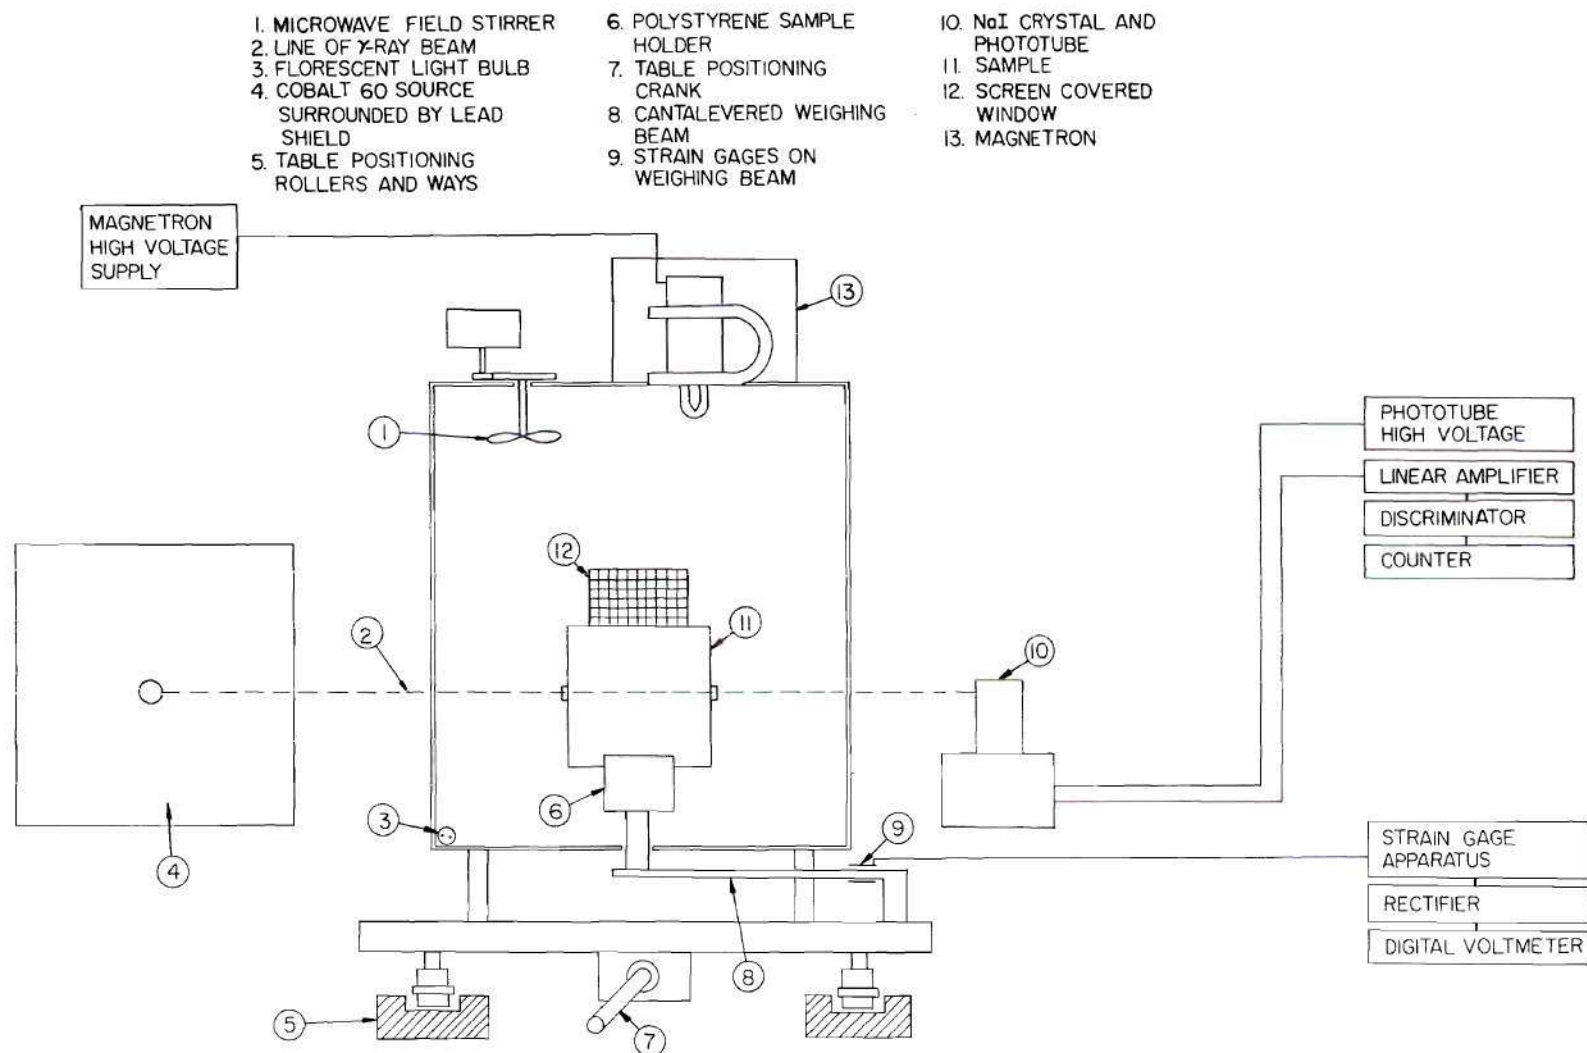 1. MICROWAVE FIELD STIRRER
2. LINE OF γ-RAY BEAM
3. FLORESCENT LIGHT BULB
4. COBALT 60 SOURCE
SURROUNDED BY LEAD
SHIELD
5. TABLE POSITIONING
ROLLERS AND WAYS
6. POLYSTYRENE SAMPLE
HOLDER
7. TABLE POSITIONING
CRANK
8. CANTALEVERED WEIGHING
BEAM
9. STRAIN GAGES ON
WEIGHING BEAM
10. NaI CRYSTAL AND
PHOTOTUBE
11. SAMPLE
12. SCREEN COVERED
WINDOW
13. MAGNETRON
MAGNETRON
HIGH VOLTAGE
SUPPLY
13
1
PHOTOTUBE
HIGH VOLTAGE
LINEAR AMPLIFIER
DISCRIMINATOR
COUNTER
12
11
2
10
6
3
9
4
STRAIN GAGE
APPARATUS
RECTIFIER
DIGITAL VOLTMETER
8
5
7